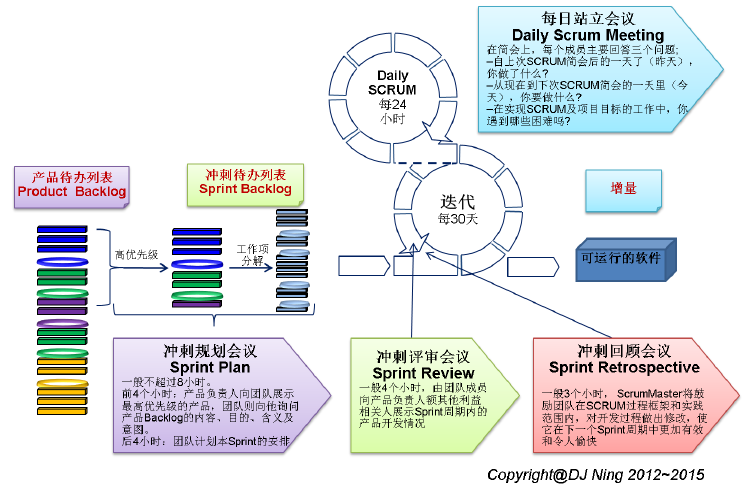 每日站立会议
Daily Scrum Meeting
在简会上，每个成员主要回答三个问题;
–自上次SCRUM简会后的一天了（昨天），
你做了什么?
–从现在到下次SCRUM简会的一天里（今
天），你要做什么?
–在实现SCRUM及项目目标的工作中，你
遇到哪些困难吗?
Daily
SCRUM
每24
小时
产品待办列表
Product Backlog
冲刺待办列表
Sprint Backlog
迭代
每30天
增量
高优先级
工作项
分解
可运行的软件
冲刺规划会议
Sprint Plan
一般不超过8小时。
前4个小时：产品负责人向团队展示
最高优先级的产品，团队则向他询问
产品Backlog的内容、目的、含义及
意图。
后4小时：团队计划本Sprint的安排
冲刺评审会议
Sprint Review
一般4个小时，由团队成员
向产品负责人额其他利益
相关人展示Sprint周期内的
产品开发情况
冲刺回顾会议
Sprint Retrospective
一般3个小时，ScrumMaster将鼓
励团队在SCRUM过程框架和实践
范围内，对开发过程做出修改，使
它在下一个Sprint周期中更加有效
和令人愉快
Copyright@DJ Ning 2012~2015